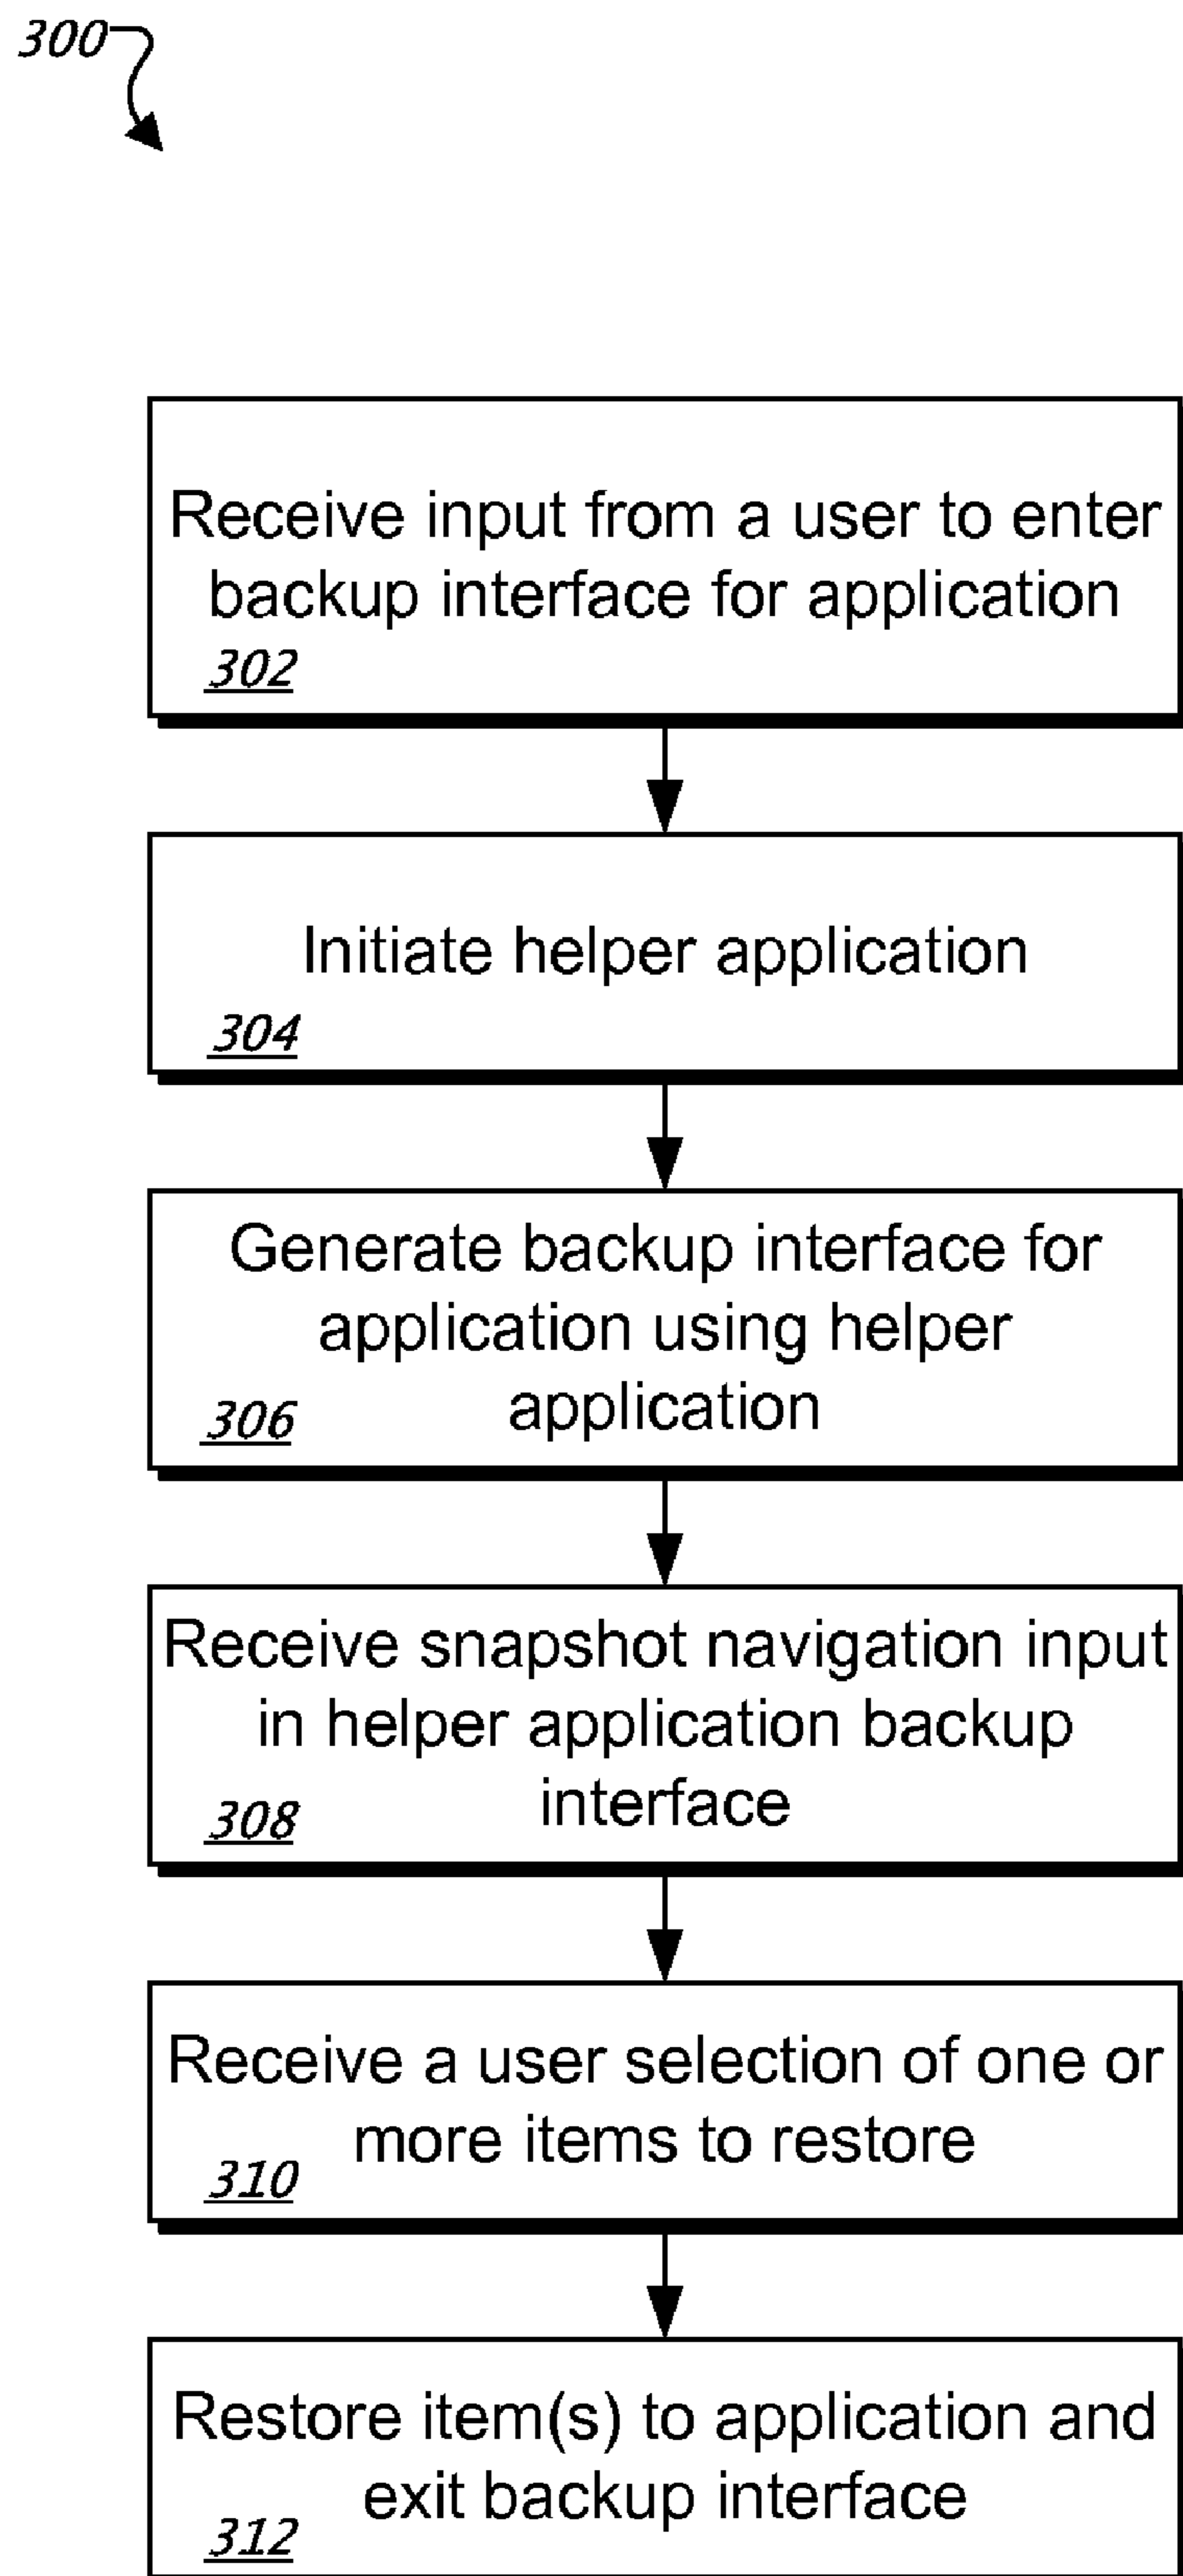 300
Receive input from a user to enter
backup interface for application
302
Initiate helper application
304
Generate backup interface for
application using helper
application
306
Receive snapshot navigation input
in helper application backup
interface
308
Receive a user selection of one or
more items to restore
310
Restore item(s) to application and
exit backup interface
312